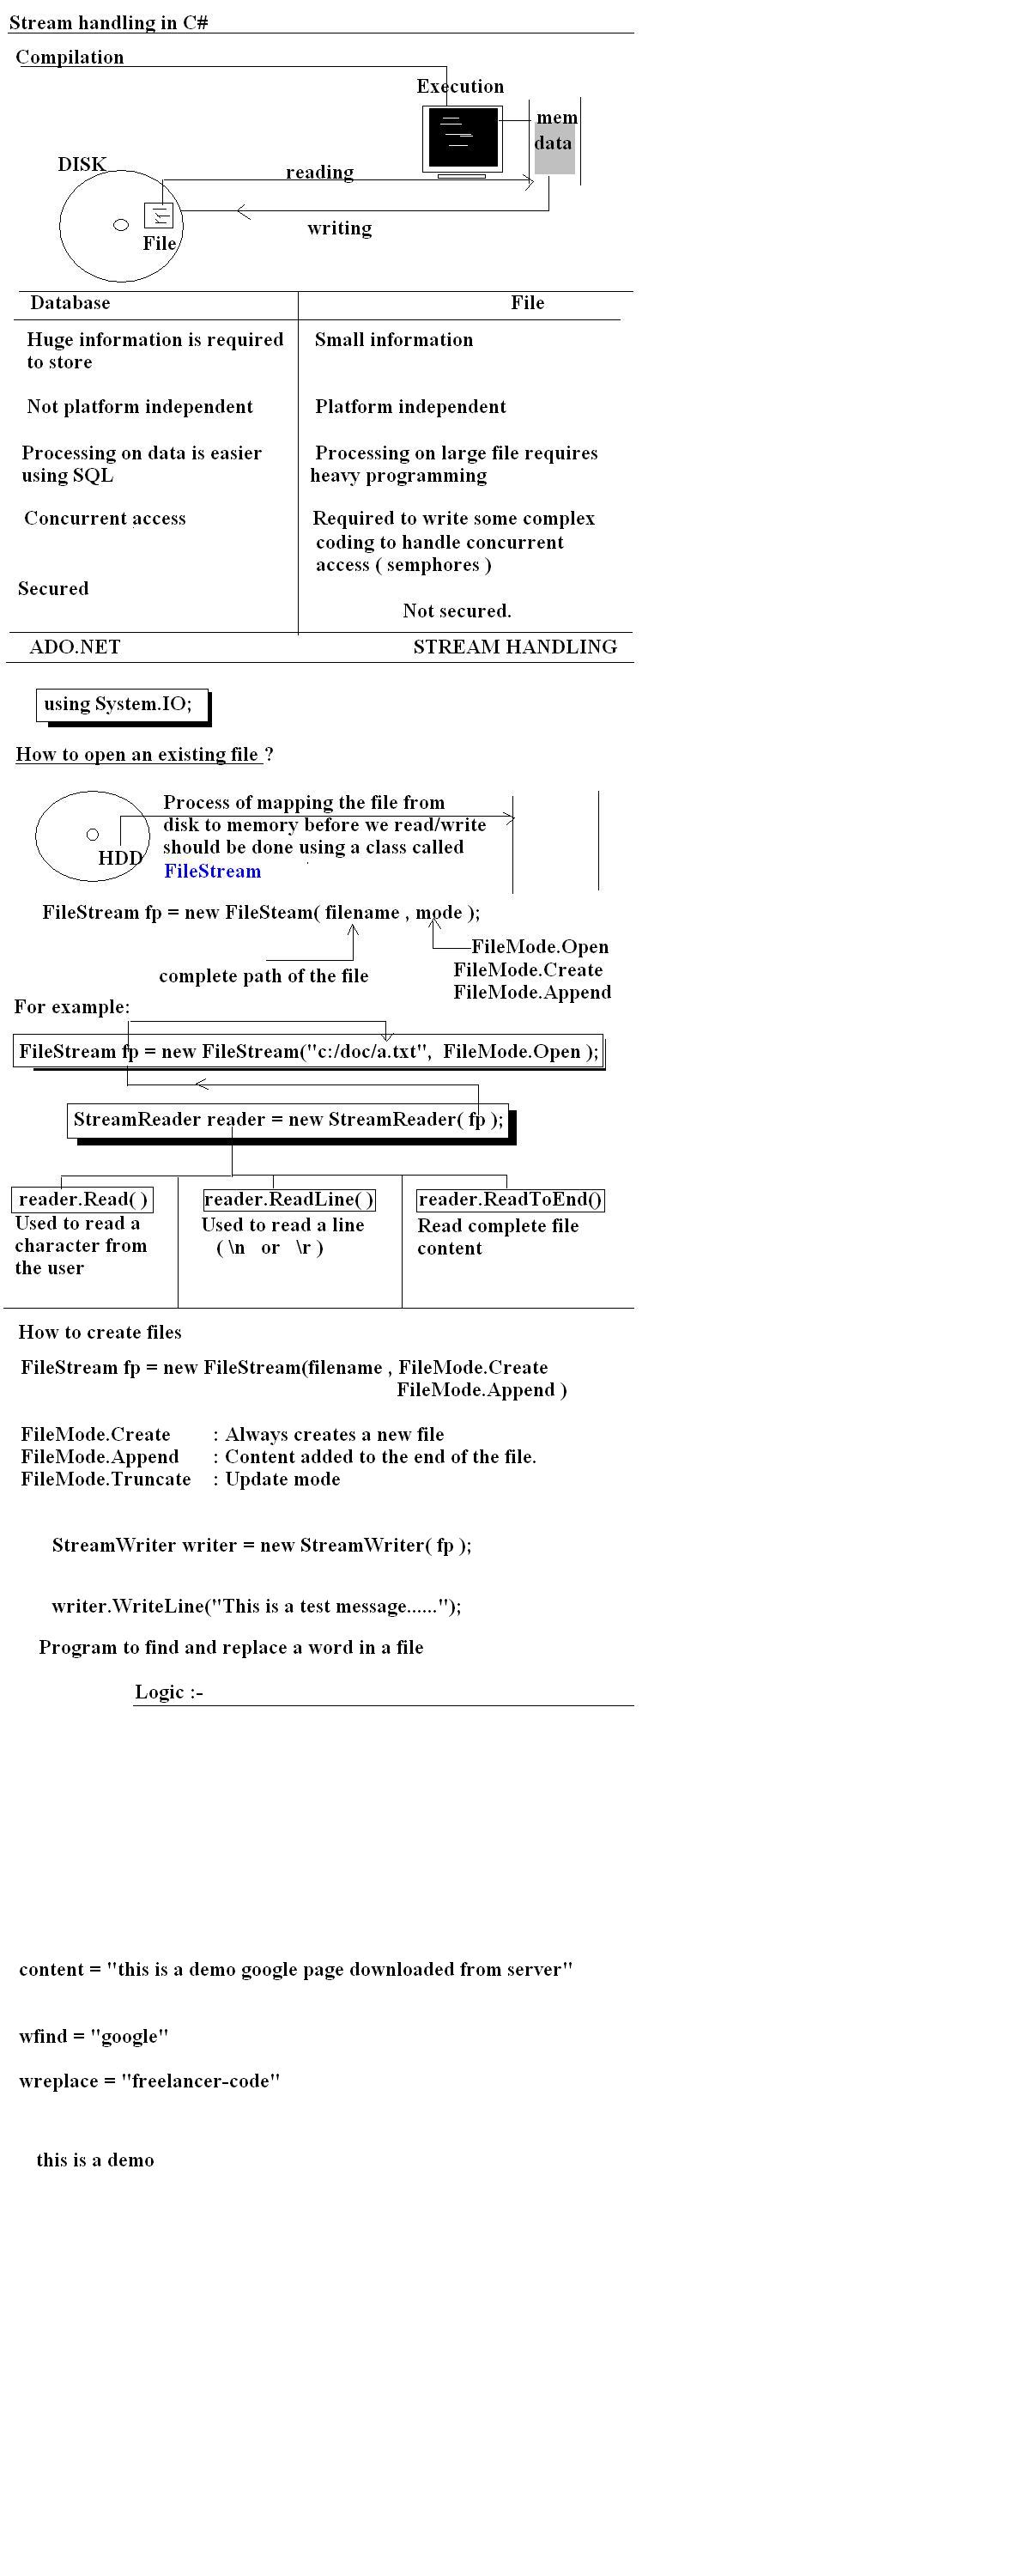 Stream handling in C#
Compilation
Execution
mem
data
DISK
reading
writing
File
Database File
Huge information is required
to store
Small information
Not platform independent Platform independent
Processing on data is easier
using SQL
Processing on large file requires
heavy programming
Concurrent access
Required to write some complex
coding to handle concurrent
access ( semphores )
Secured
Not secured.
ADO.NET STREAM HANDLING
using System.IO;
How to open an existing file ?
Process of mapping the file from
disk to memory before we read/write
should be done using a class called
FileStream
HDD
FileStream fp = new FileSteam( filename , mode );
complete path of the file
FileMode.Open
FileMode.Create
FileMode.Append
For example:
FileStream fp = new FileStream("c:/doc/a.txt", FileMode.Open );
StreamReader reader = new StreamReader( fp );
reader.Read( )
Used to read a
character from
the user
reader.ReadLine( )
Used to read a line
( \n or \r )
reader.ReadToEnd()
Read complete file
content
How to create files
FileStream fp = new FileStream(filename , FileMode.Create
FileMode.Append )
FileMode.Create : Always creates a new file
FileMode.Append : Content added to the end of the file.
FileMode.Truncate : Update mode
StreamWriter writer = new StreamWriter( fp );
writer.WriteLine("This is a test message......");
Program to find and replace a word in a file
Logic :-
content = "this is a demo google page downloaded from server"
wfind = "google"
wreplace = "freelancer-code"
this is a demo